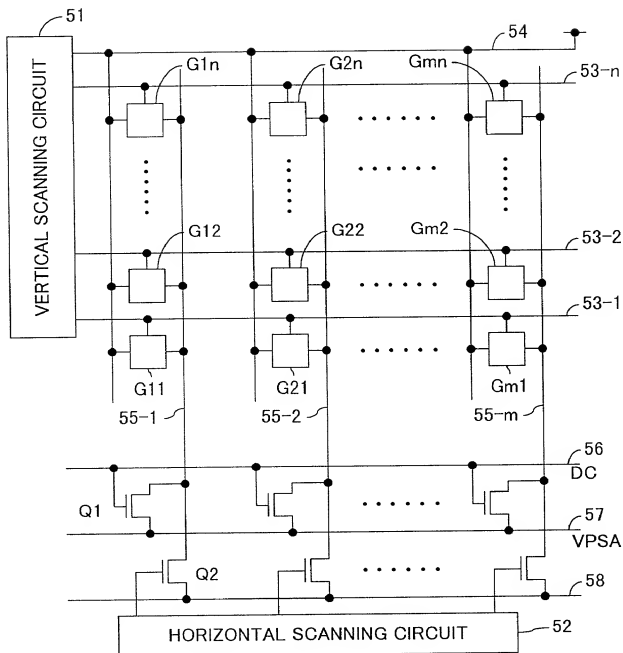 51
54
G1n
G2n
Gmn
53-n
VERTICAL SCANNING CIRCUIT
G12
G22
Gm2
53-2
53-1
G11
G21
Gm1
55-1
55-2
55-m
56
DC
Q1
57
VPSA
Q2
58
HORIZONTAL SCANNING CIRCUIT
52